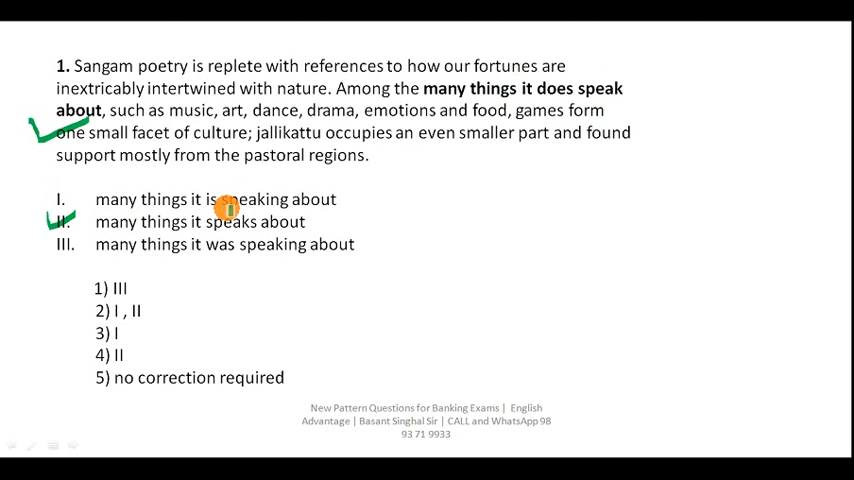 1. Sangam poetry is replete with references to how our fortunes are
inextricably intertwined with nature. Among the many things it does speak
about, such as music, art, dance, drama, emotions and food, games form
one small facet of culture; jallikattu occupies an even smaller part and found
support mostly from the pastoral regions.
I. many things it is speaking about
II. many things it speaks about
III. many things it was speaking about
1) III
2) I , II
3) I
4) II
5) no correction required
New Pattern Questions for Banking Exams | English
Advantage | Basant Singhal Sir | CALL and WhatsApp 98
93 71 9933